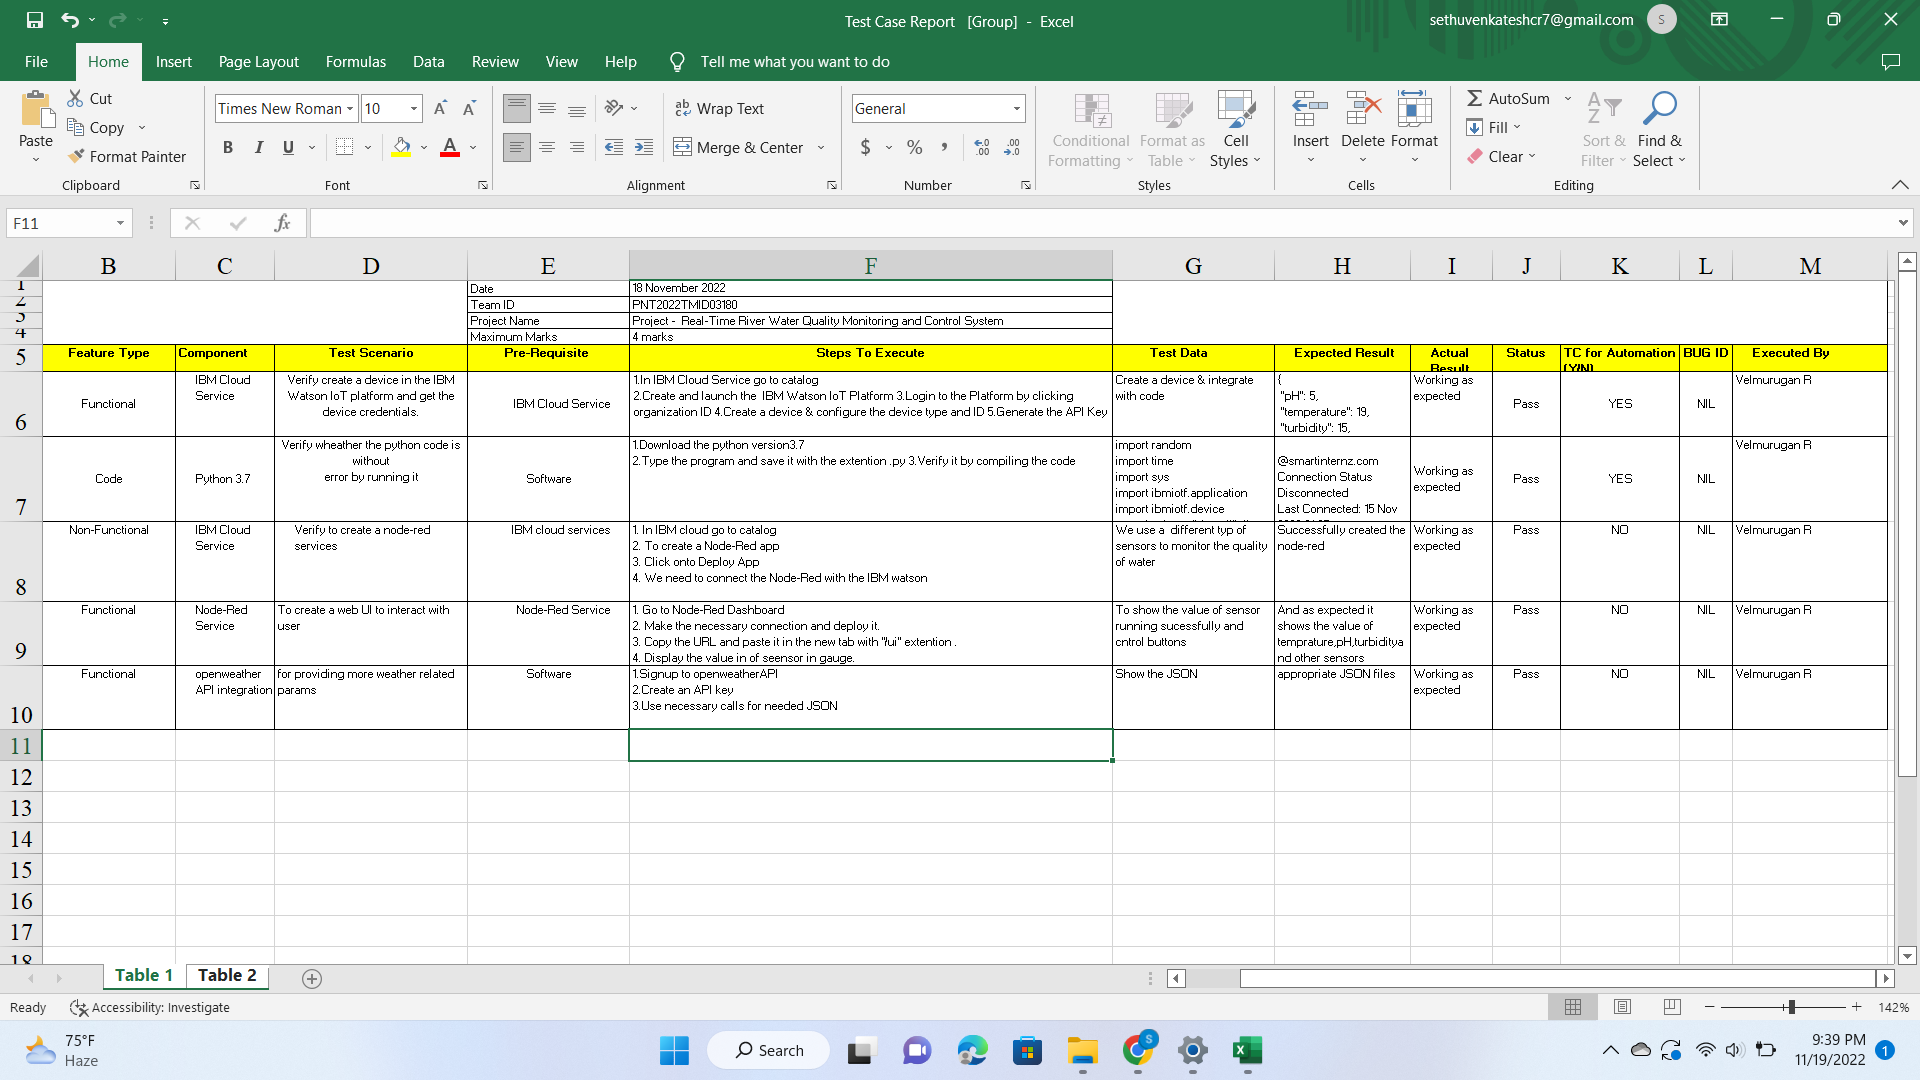 Test Case Report [Group] - Excel
sethuvenkateshcr7@gmail.com
S
File Home Insert Page Layout Formulas Data Review View Help Tell me what you want to do
Paste
Cut
Copy
Format Painter
Clipboard
Times New Roman 10
B I U
Font
Wrap Text
Merge & Center
Alignment
General
$ % ,
Number
Conditional Formatting
Format as Table
Cell Styles
Styles
Insert Delete Format
Cells
AutoSum
Fill
Clear
Sort & Filter
Find & Select
Editing
F11
fx
B C D E F G H I J K L M
1 Date 18 November 2022
2 Team ID PNT2022TMID03180
3 Project Name Project - Real-Time River Water Quality Monitoring and Control System
4 Maximum Marks 4 marks
5 Feature Type Component Test Scenario Pre-Requisite Steps To Execute Test Data Expected Result Actual Result Status TC for Automation (Y/N) BUG ID Executed By
6
Functional
IBM Cloud
Service
Verify create a device in the IBM
Watson IoT platform and get the
device credentials.
IBM Cloud Service
1.In IBM Cloud Service go to catalog
2.Create and launch the IBM Watson IoT Platform 3.Login to the Platform by clicking
organization ID 4.Create a device & configure the device type and ID 5.Generate the API Key
Create a device & integrate
with code
{
"pH": 5,
"temperature": 19,
"turbidity": 15,
Working as
expected
Pass
YES
NIL
Velmurugan R
7
Code
Python 3.7
Verify wheather the python code is
without
error by running it
Software
1.Download the python version3.7
2.Type the program and save it with the extention .py 3.Verify it by compiling the code
import random
import time
import sys
import ibmiotf.application
import ibmiotf.device
@smartinternz.com
Connection Status
Disconnected
Last Connected: 15 Nov
Working as
expected
Pass
YES
NIL
Velmurugan R
8
Non-Functional
IBM Cloud
Service
Verify to create a node-red
services
IBM cloud services
1. In IBM cloud go to catalog
2. To create a Node-Red app
3. Click onto Deploy App
4. We need to connect the Node-Red with the IBM watson
We use a different typ of
sensors to monitor the quality
of water
Successfully created the
node-red
Working as
expected
Pass
NO
NIL
Velmurugan R
9
Functional
Node-Red
Service
To create a web UI to interact with
user
Node-Red Service
1. Go to Node-Red Dashboard
2. Make the necessary connection and deploy it.
3. Copy the URL and paste it in the new tab with "/ui" extention .
4. Display the value in of seensor in gauge.
To show the value of sensor
running sucessfully and
cntrol buttons
And as expected it
shows the value of
temprature,pH,turbiditya
nd other sensors
Working as
expected
Pass
NO
NIL
Velmurugan R
10
Functional
openweather
API integration
for providing more weather related
params
Software
1.Signup to openweatherAPI
2.Create an API key
3.Use necessary calls for needed JSON
Show the JSON
appropriate JSON files
Working as
expected
Pass
NO
NIL
Velmurugan R
11
12
13
14
15
16
17
18
Table 1 Table 2
Ready Accessibility: Investigate
142%
75°F
Haze
Search
S
9:39 PM
11/19/2022
1